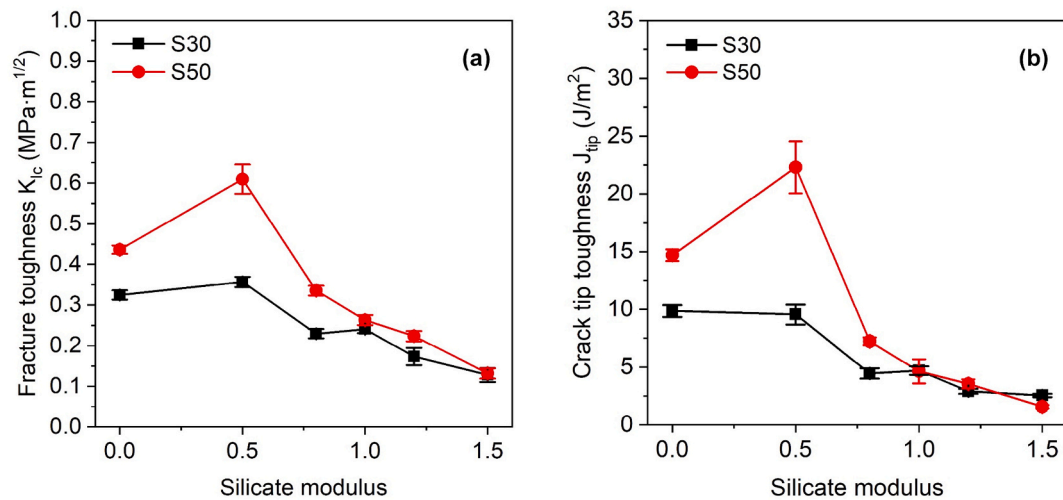 1.0
0.9
0.8
0.7
0.6
0.5
0.4
0.3
0.2
0.1
0.0
Fracture toughness K_Ic (MPa·m^1/2)
S30
S50
(a)
0.0 0.5 1.0 1.5
Silicate modulus
35
30
25
20
15
10
5
0
Crack tip toughness J_tip (J/m²)
S30
S50
(b)
0.0 0.5 1.0 1.5
Silicate modulus